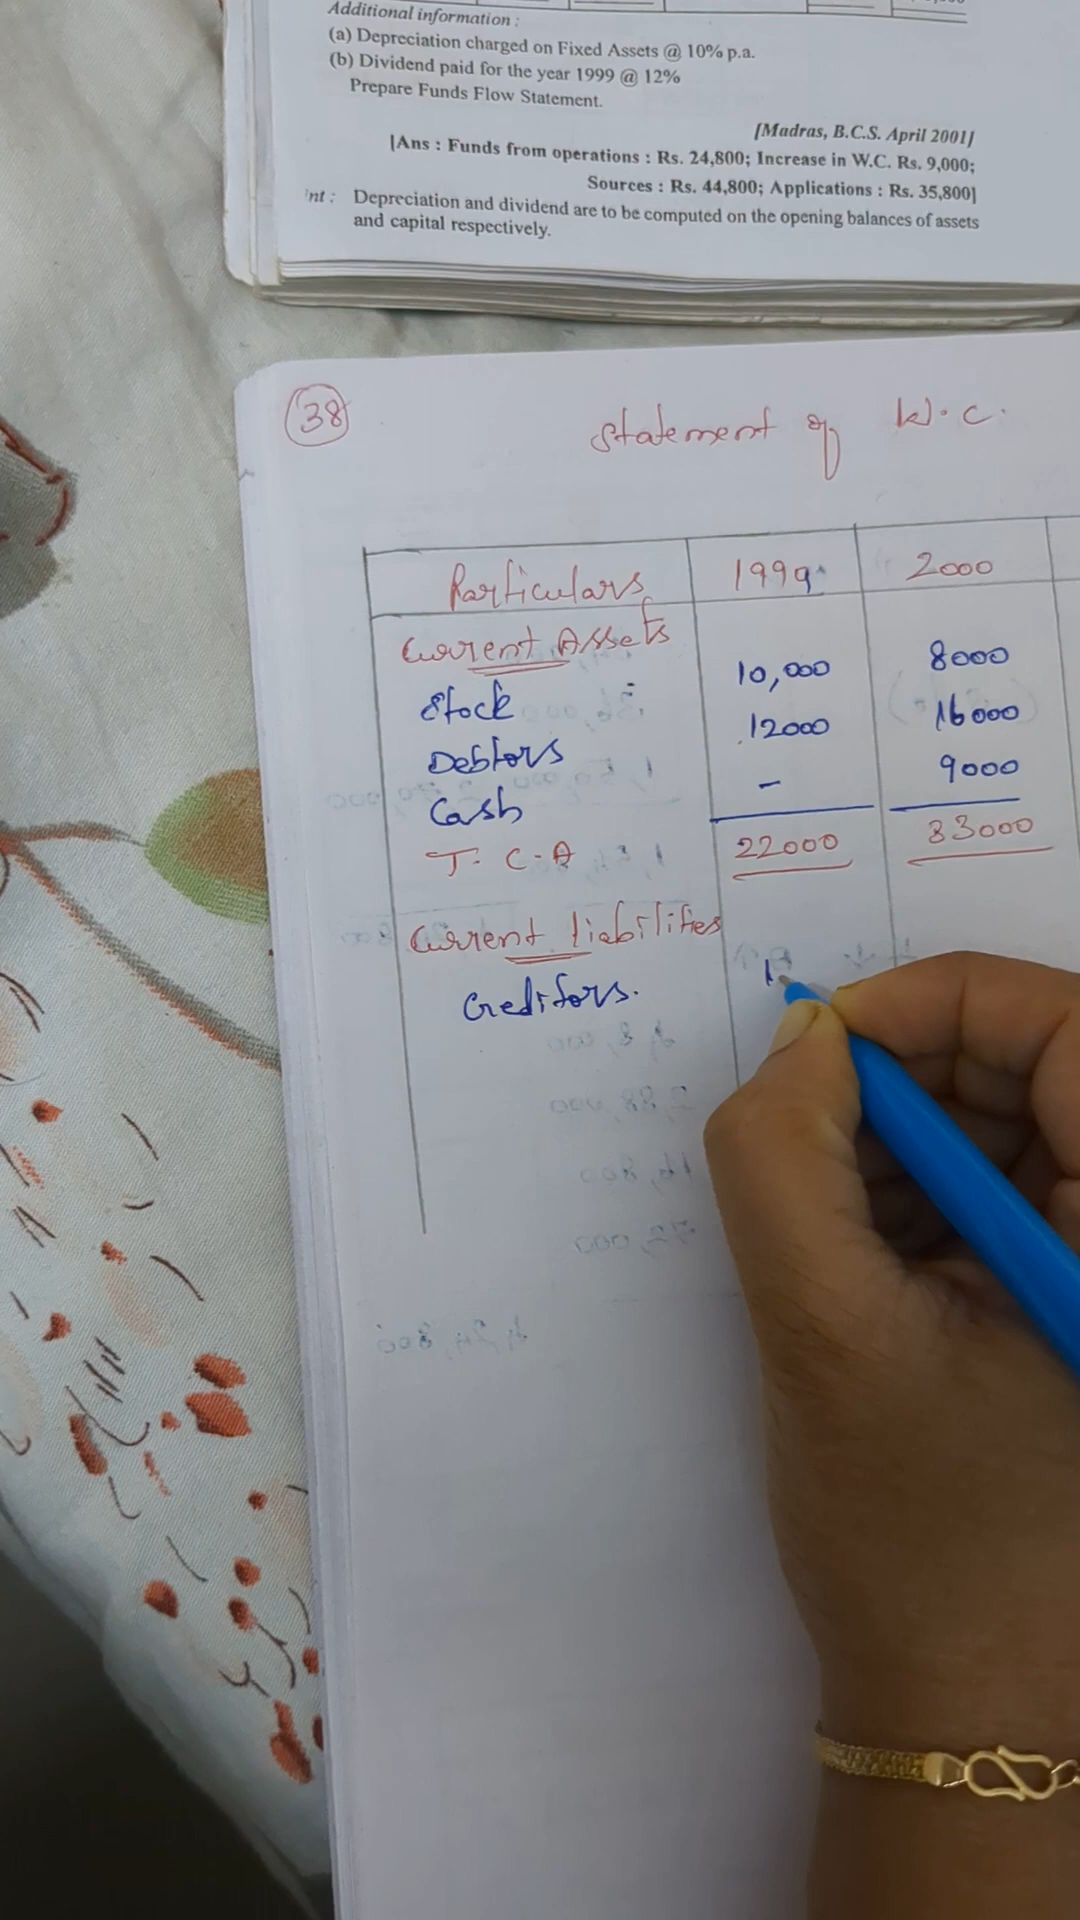 Additional information :
(a) Depreciation charged on Fixed Assets @ 10% p.a.
(b) Dividend paid for the year 1999 @ 12%
Prepare Funds Flow Statement.
[Madras, B.C.S. April 2001]
[Ans : Funds from operations : Rs. 24,800; Increase in W.C. Rs. 9,000;
Sources : Rs. 44,800; Applications : Rs. 35,800]
nt : Depreciation and dividend are to be computed on the opening balances of assets
and capital respectively.
38
Statement of W.C.
Particulars 1999 2000
Current Assets
Stock 10,000 8000
Debtors 12000 16000
Cash - 9000
T. C. A 22000 33000
Current liabilities
Creditors.